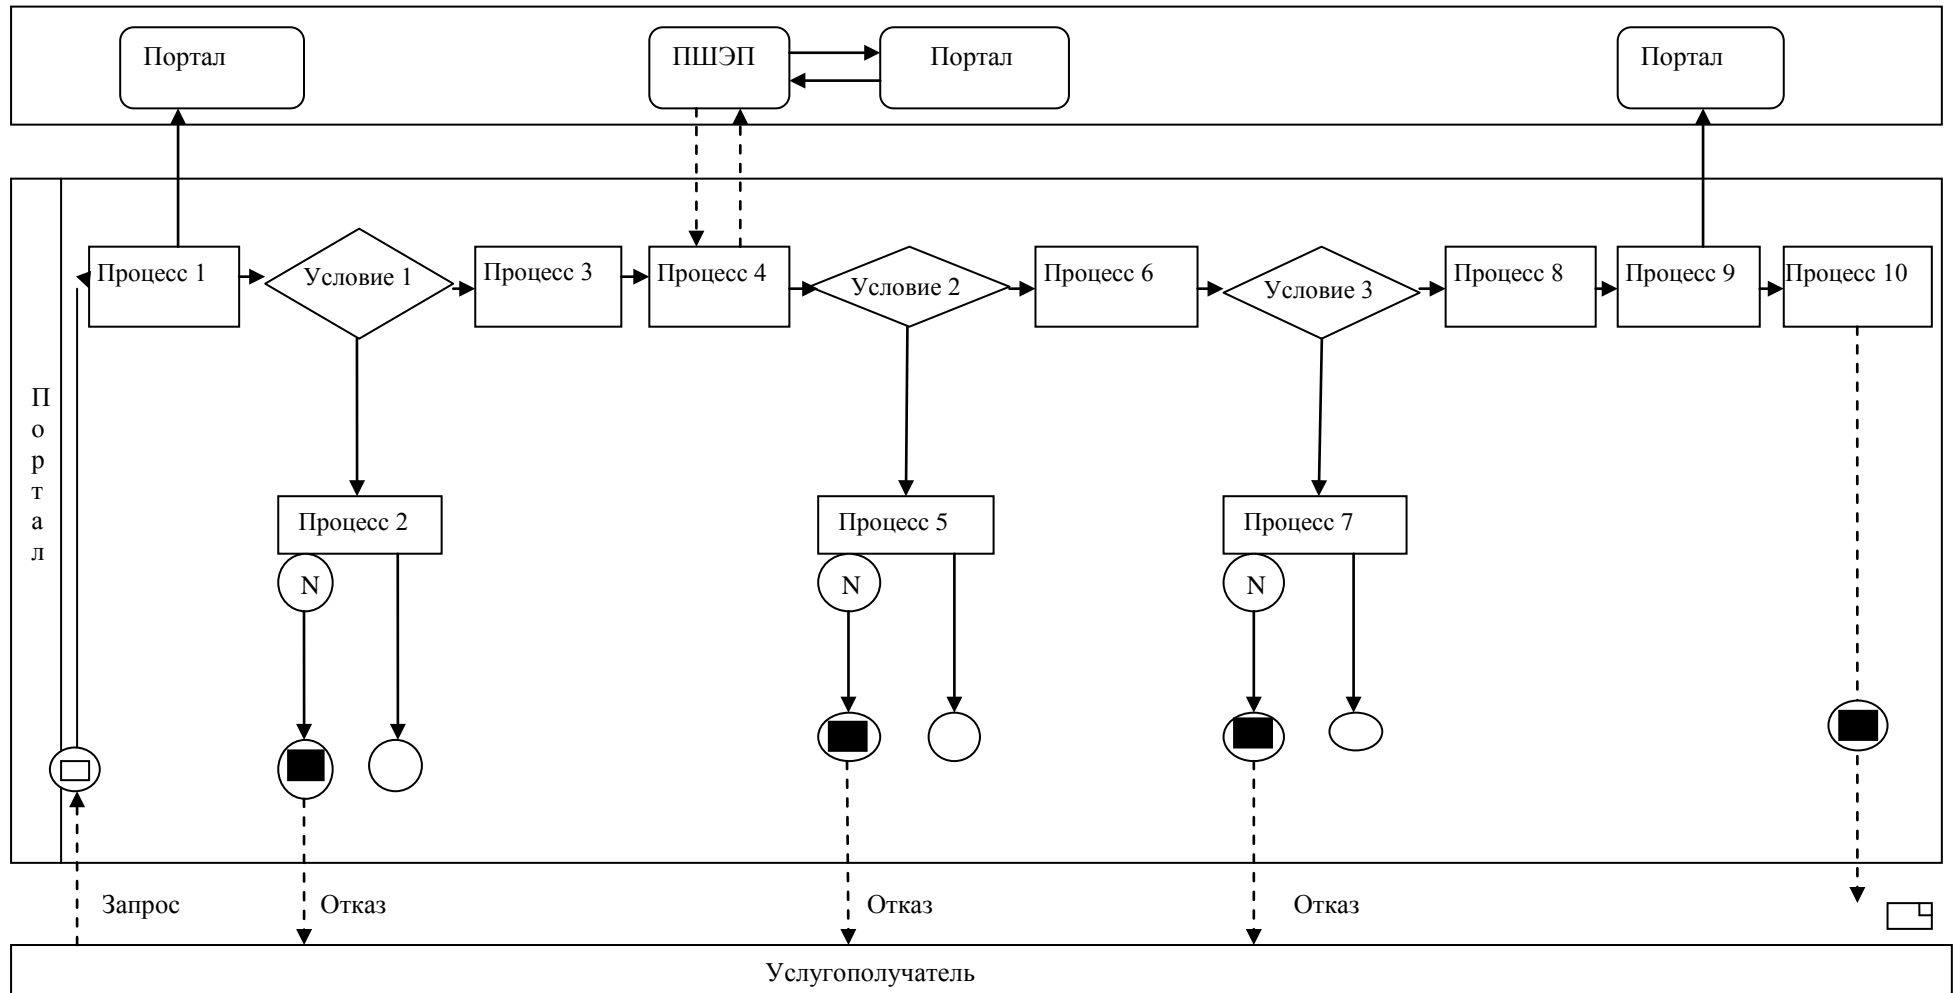 Портал
ПШЭП
Портал
Портал
Процесс 1
Условие 1
Процесс 3
Процесс 4
Условие 2
Процесс 6
Условие 3
Процесс 8
Процесс 9
Процесс 10
Портал
Процесс 2
Процесс 5
Процесс 7
N
N
N
Запрос
Отказ
Отказ
Отказ
Услугополучатель